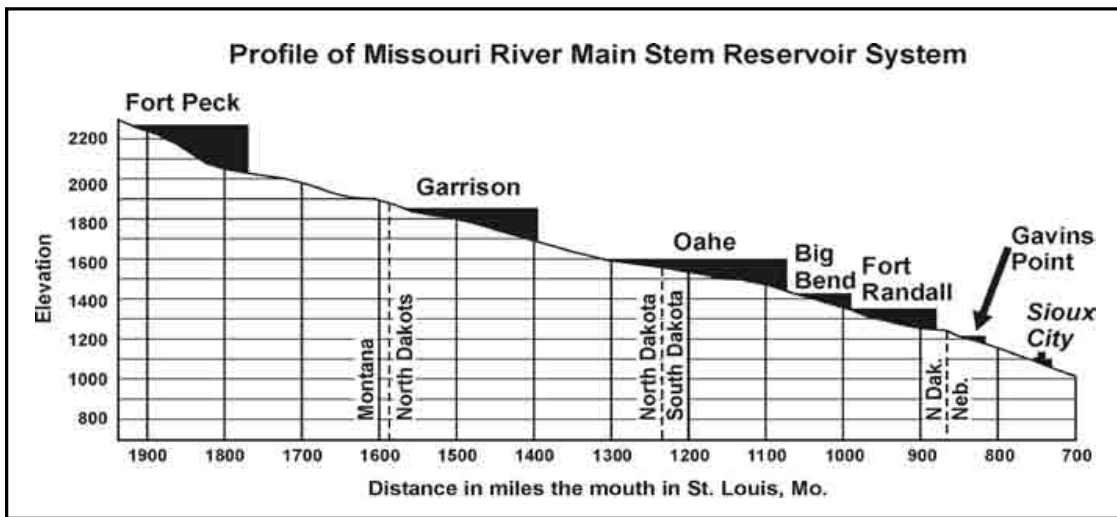 Profile of Missouri River Main Stem Reservoir System
Fort Peck
Garrison
Oahe
Big
Bend
Fort
Randall
Gavins
Point
Sioux
City
Elevation
2200
2000
1800
1600
1400
1200
1000
800
Montana
North Dakots
North Dakota
South Dakota
N Dak.
Neb.
1900 1800 1700 1600 1500 1400 1300 1200 1100 1000 900 800 700
Distance in miles the mouth in St. Louis, Mo.